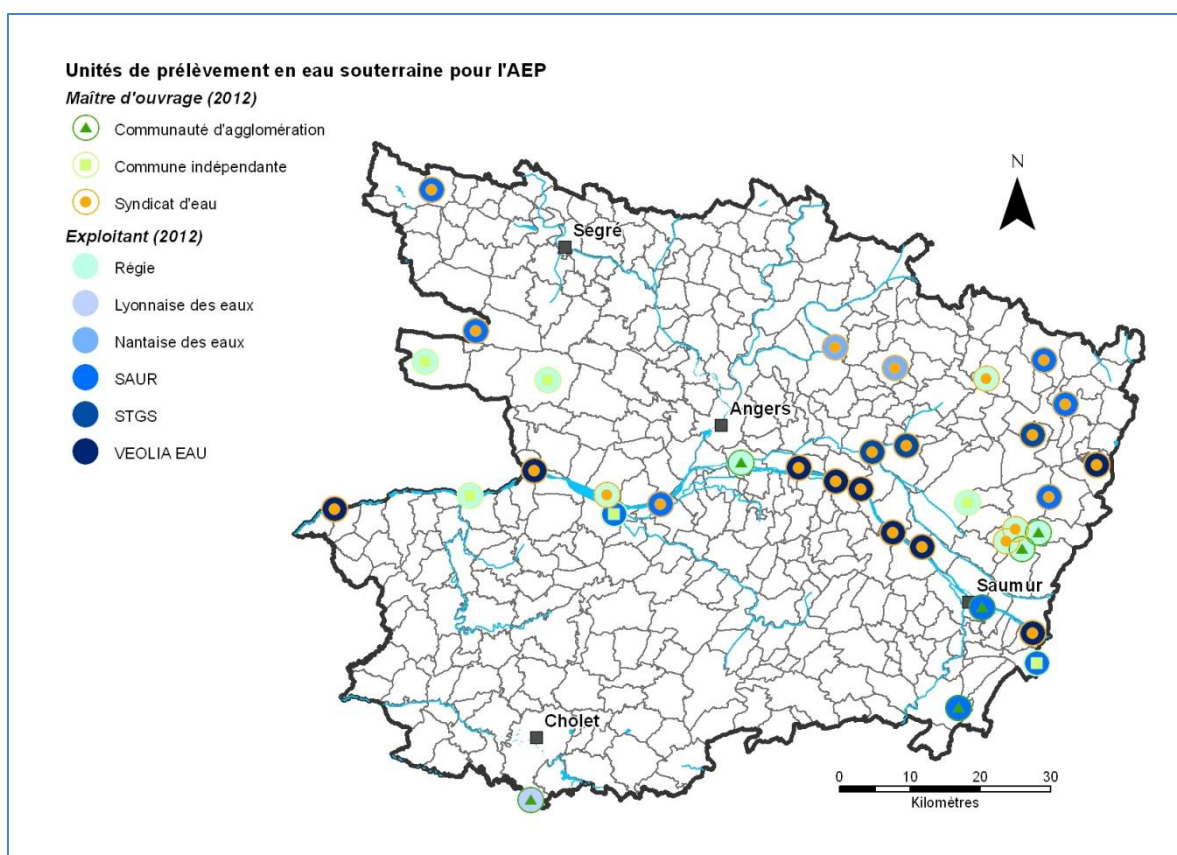 Unités de prélèvement en eau souterraine pour l'AEP
Maître d'ouvrage (2012)
Communauté d'agglomération
Commune indépendante
Syndicat d'eau
Exploitant (2012)
Régie
Lyonnaise des eaux
Nantaise des eaux
SAUR
STGS
VEOLIA EAU
N
Segré
Angers
Saumur
Cholet
0 10 20 30
Kilomètres